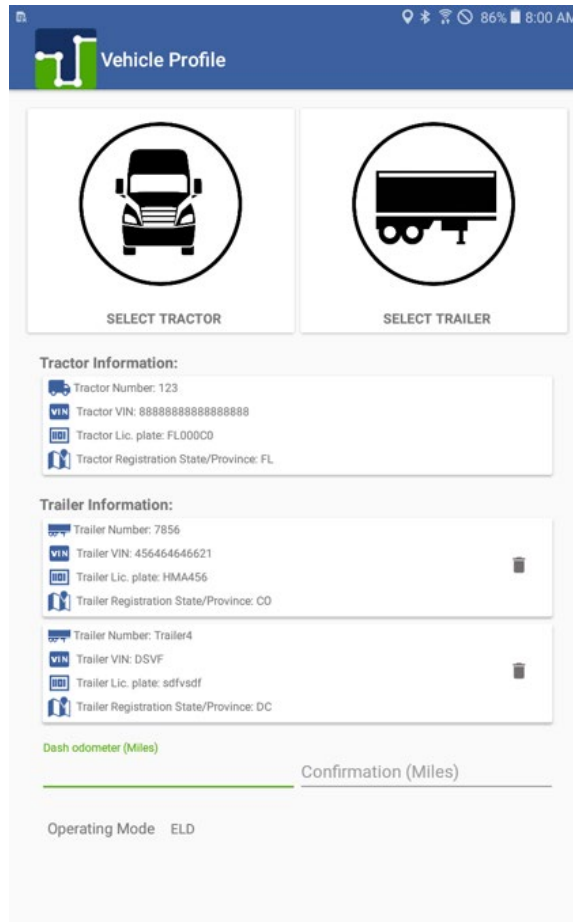 86% 8:00 AM
Vehicle Profile
SELECT TRACTOR
SELECT TRAILER
Tractor Information:
Tractor Number: 123
VIN Tractor VIN: 88888888888888888
Tractor Lic. plate: FL000C0
Tractor Registration State/Province: FL
Trailer Information:
Trailer Number: 7856
VIN Trailer VIN: 456464646621
Trailer Lic. plate: HMA456
Trailer Registration State/Province: CO
Trailer Number: Trailer4
VIN Trailer VIN: DSVF
Trailer Lic. plate: sdfvsdf
Trailer Registration State/Province: DC
Dash odometer (Miles)
Confirmation (Miles)
Operating Mode ELD